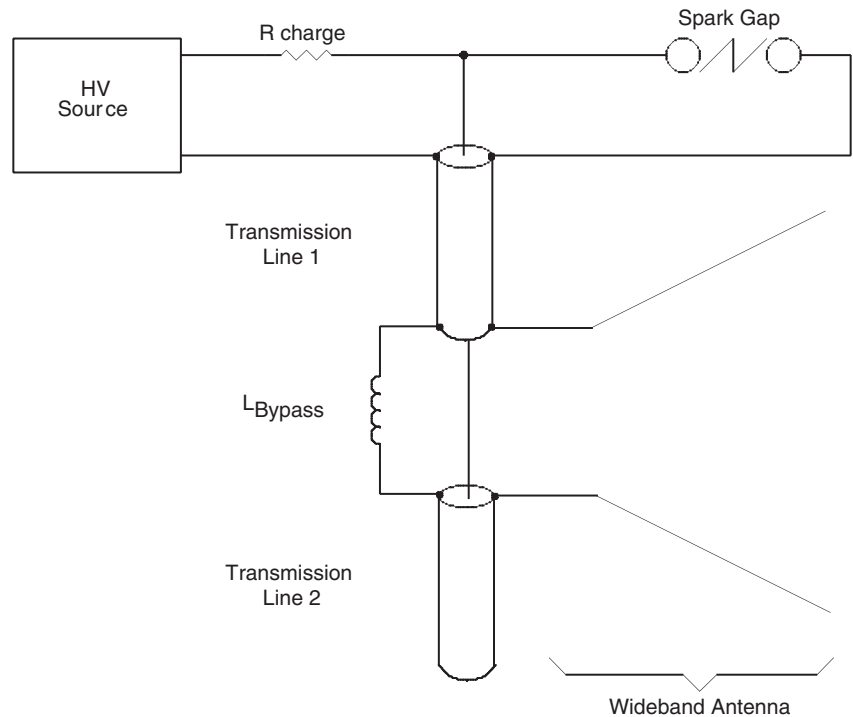 Spark Gap
R charge
HV
Source
Transmission
Line 1
LBypass
Transmission
Line 2
Wideband Antenna